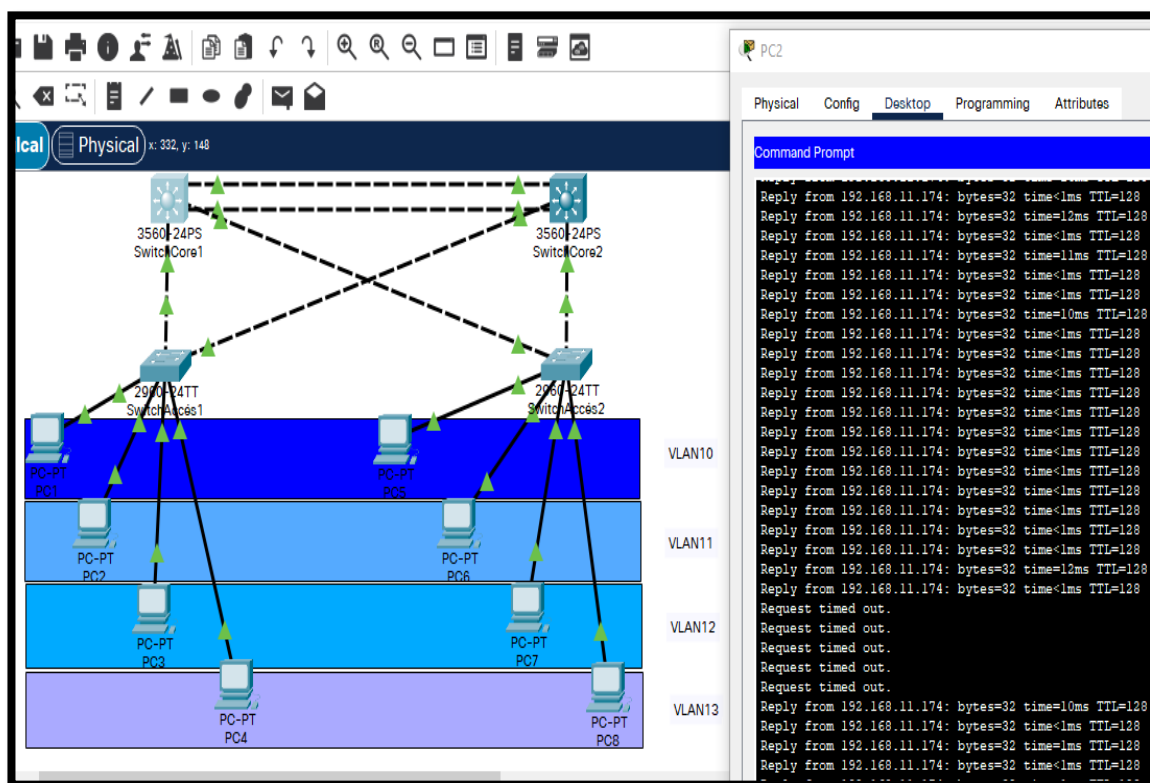 PC2
Physical Config Desktop Programming Attributes
Command Prompt
ical Physical x: 332, y: 148
3560-24PS
SwitchCore1
3560-24PS
SwitchCore2
2960-24TT
SwitchAccés1
2960-24TT
SwitchAccés2
PC-PT
PC1
PC-PT
PC5
VLAN10
PC-PT
PC2
PC-PT
PC6
VLAN11
PC-PT
PC3
PC-PT
PC7
VLAN12
PC-PT
PC4
PC-PT
PC8
VLAN13
Reply from 192.168.11.174: bytes=32 time<1ms TTL=128
Reply from 192.168.11.174: bytes=32 time=12ms TTL=128
Reply from 192.168.11.174: bytes=32 time<1ms TTL=128
Reply from 192.168.11.174: bytes=32 time=11ms TTL=128
Reply from 192.168.11.174: bytes=32 time<1ms TTL=128
Reply from 192.168.11.174: bytes=32 time<1ms TTL=128
Reply from 192.168.11.174: bytes=32 time=10ms TTL=128
Reply from 192.168.11.174: bytes=32 time<1ms TTL=128
Reply from 192.168.11.174: bytes=32 time<1ms TTL=128
Reply from 192.168.11.174: bytes=32 time<1ms TTL=128
Reply from 192.168.11.174: bytes=32 time<1ms TTL=128
Reply from 192.168.11.174: bytes=32 time<1ms TTL=128
Reply from 192.168.11.174: bytes=32 time<1ms TTL=128
Reply from 192.168.11.174: bytes=32 time<1ms TTL=128
Reply from 192.168.11.174: bytes=32 time<1ms TTL=128
Reply from 192.168.11.174: bytes=32 time<1ms TTL=128
Reply from 192.168.11.174: bytes=32 time<1ms TTL=128
Reply from 192.168.11.174: bytes=32 time<1ms TTL=128
Reply from 192.168.11.174: bytes=32 time<1ms TTL=128
Reply from 192.168.11.174: bytes=32 time=12ms TTL=128
Reply from 192.168.11.174: bytes=32 time<1ms TTL=128
Request timed out.
Request timed out.
Request timed out.
Request timed out.
Request timed out.
Reply from 192.168.11.174: bytes=32 time=10ms TTL=128
Reply from 192.168.11.174: bytes=32 time<1ms TTL=128
Reply from 192.168.11.174: bytes=32 time=1ms TTL=128
Reply from 192.168.11.174: bytes=32 time<1ms TTL=128